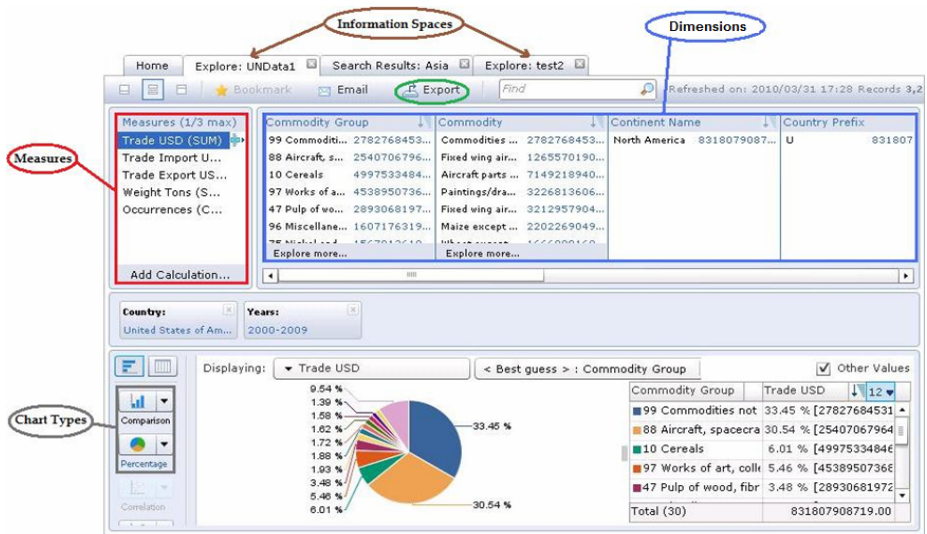 Information Spaces
Dimensions
Home
Explore: UNData1
Search Results: Asia
Explore: test2
Bookmark
Email
Export
Find
Refreshed on: 2010/03/31 17:28 Records 3,2
Measures
Measures (1/3 max)
Trade USD (SUM)
Trade Import U...
Trade Export US...
Weight Tons (S...
Occurrences (C...
Add Calculation...
Commodity Group
99 Commoditi... 2782768453...
88 Aircraft, s... 2540706796...
10 Cereals 4997533484...
97 Works of a... 4538950736...
47 Pulp of wo... 2893068197...
96 Miscellane... 1607176319...
Explore more...
Commodity
Commodities ... 2782768453...
Fixed wing air... 1265570190...
Aircraft parts ... 7149218940...
Paintings/dra... 3226813606...
Fixed wing air... 3212957904...
Maize except ... 2202269049...
Explore more...
Continent Name
North America 8318079087...
Country Prefix
U 831807
Country:
United States of Am...
Years:
2000-2009
Chart Types
Comparison
Percentage
Correlation
Displaying:
Trade USD
< Best guess > : Commodity Group
Other Values
9.54 %
1.39 %
1.58 %
1.62 %
1.72 %
1.88 %
1.93 %
3.48 %
5.46 %
6.01 %
33.45 %
30.54 %
Commodity Group Trade USD 12
99 Commodities not 33.45 % [27827684531
88 Aircraft, spacecra 30.54 % [25407067964
10 Cereals 6.01 % [49975334846
97 Works of art, colle 5.46 % [45389507368
47 Pulp of wood, fibr 3.48 % [28930681972
Total (30) 831807908719.00